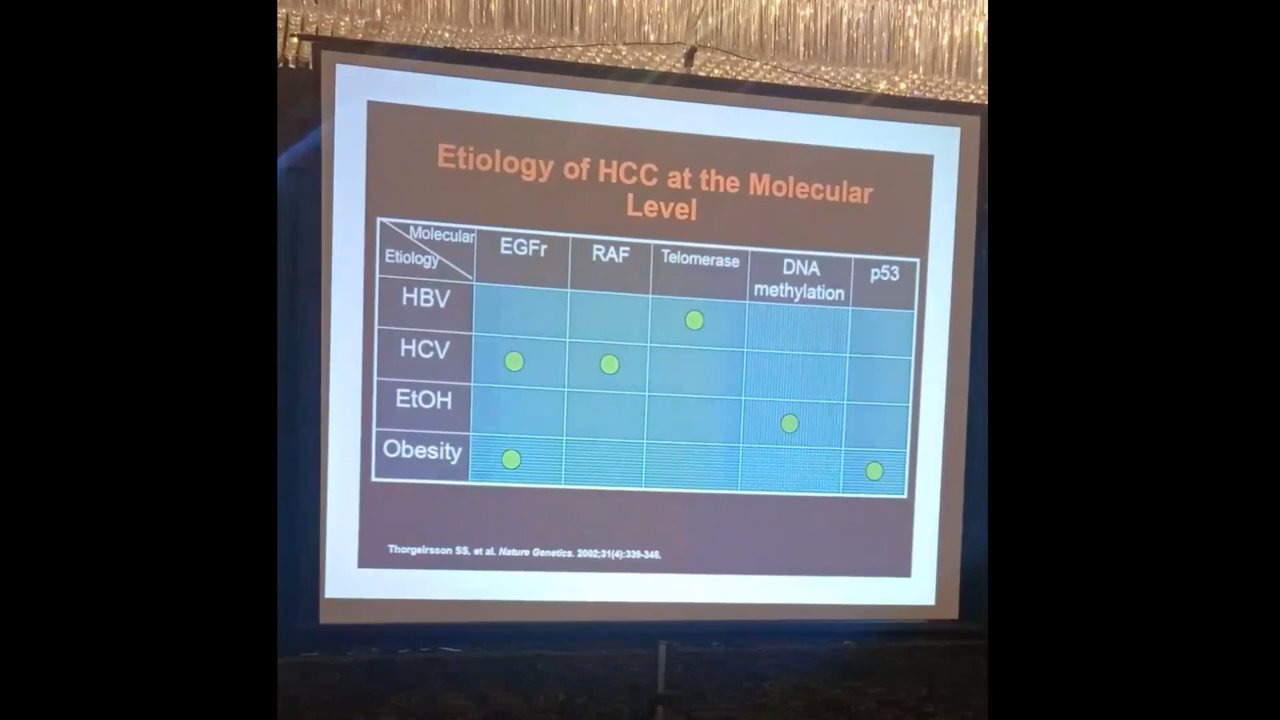 Etiology of HCC at the Molecular
Level
Molecular
Etiology
EGFr
RAF
Telomerase
DNA
methylation
p53
HBV
HCV
EtOH
Obesity
Thorgeirsson SS, et al. Nature Genetics. 2002;31(4):339-346.